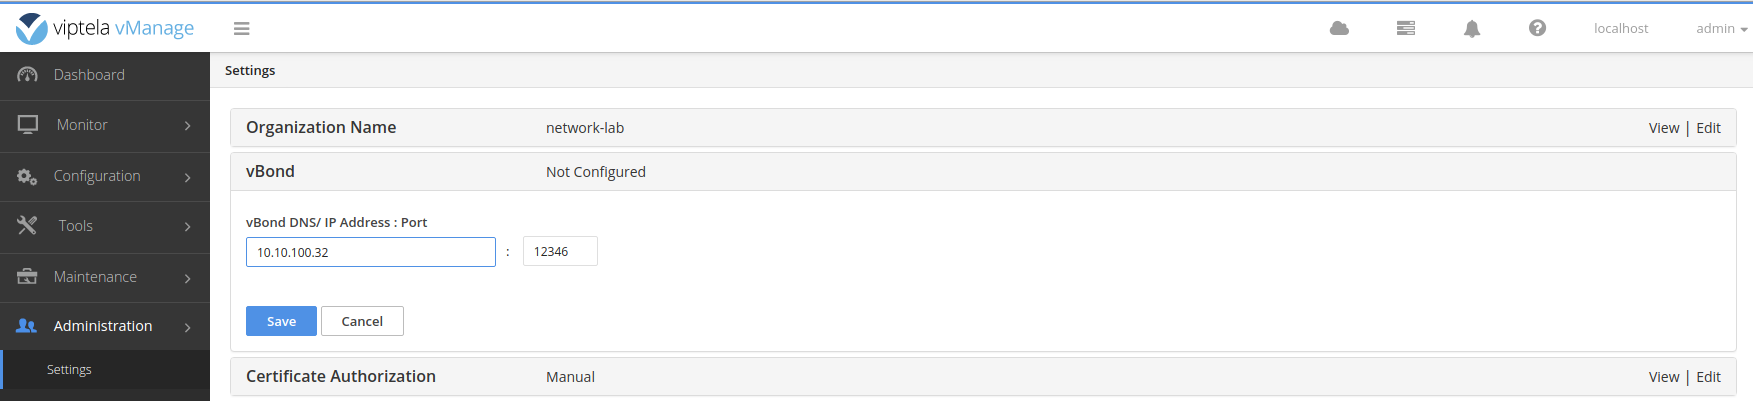 viptela vManage
localhost
admin
Dashboard
Monitor
Configuration
Tools
Maintenance
Administration
Settings
Settings
Organization Name network-lab View | Edit
vBond Not Configured
vBond DNS/ IP Address : Port
10.10.100.32 : 12346
Save Cancel
Certificate Authorization Manual View | Edit